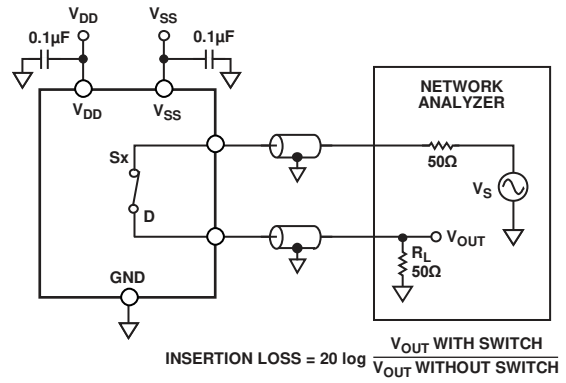 VDD
VSS
0.1µF
0.1µF
VDD
VSS
NETWORK
ANALYZER
Sx
50Ω
VS
D
VOUT
RL
50Ω
GND
INSERTION LOSS = 20 log VOUT WITH SWITCH
VOUT WITHOUT SWITCH